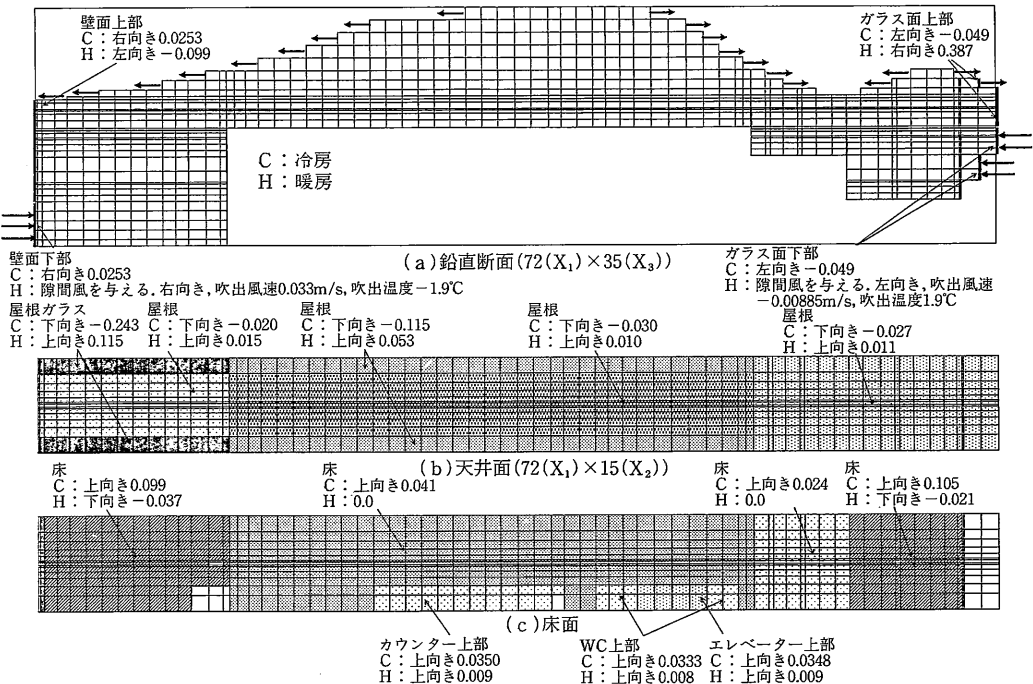 壁面上部
C：右向き0.0253
H：左向き−0.099
ガラス面上部
C：左向き−0.049
H：右向き0.387
C：冷房
H：暖房
壁面下部
C：右向き0.0253
H：隙間風を与える．右向き，吹出風速0.033m/s，吹出温度−1.9℃
(a)鉛直断面(72(X₁)×35(X₃))
ガラス面下部
C：左向き−0.049
H：隙間風を与える．左向き，吹出風速
−0.00885m/s，吹出温度1.9℃
屋根ガラス
C：下向き−0.243
H：上向き0.115
屋根
C：下向き−0.020
H：上向き0.015
屋根
C：下向き−0.115
H：上向き0.053
屋根
C：下向き−0.030
H：上向き0.010
屋根
C：下向き−0.027
H：上向き0.011
(b)天井面(72(X₁)×15(X₂))
床
C：上向き0.099
H：下向き−0.037
床
C：上向き0.041
H：0.0
床
C：上向き0.024
H：0.0
床
C：上向き0.105
H：下向き−0.021
(c)床面
カウンター上部
C：上向き0.0350
H：上向き0.009
WC上部
C：上向き0.0333
H：上向き0.008
エレベーター上部
C：上向き0.0348
H：上向き0.009